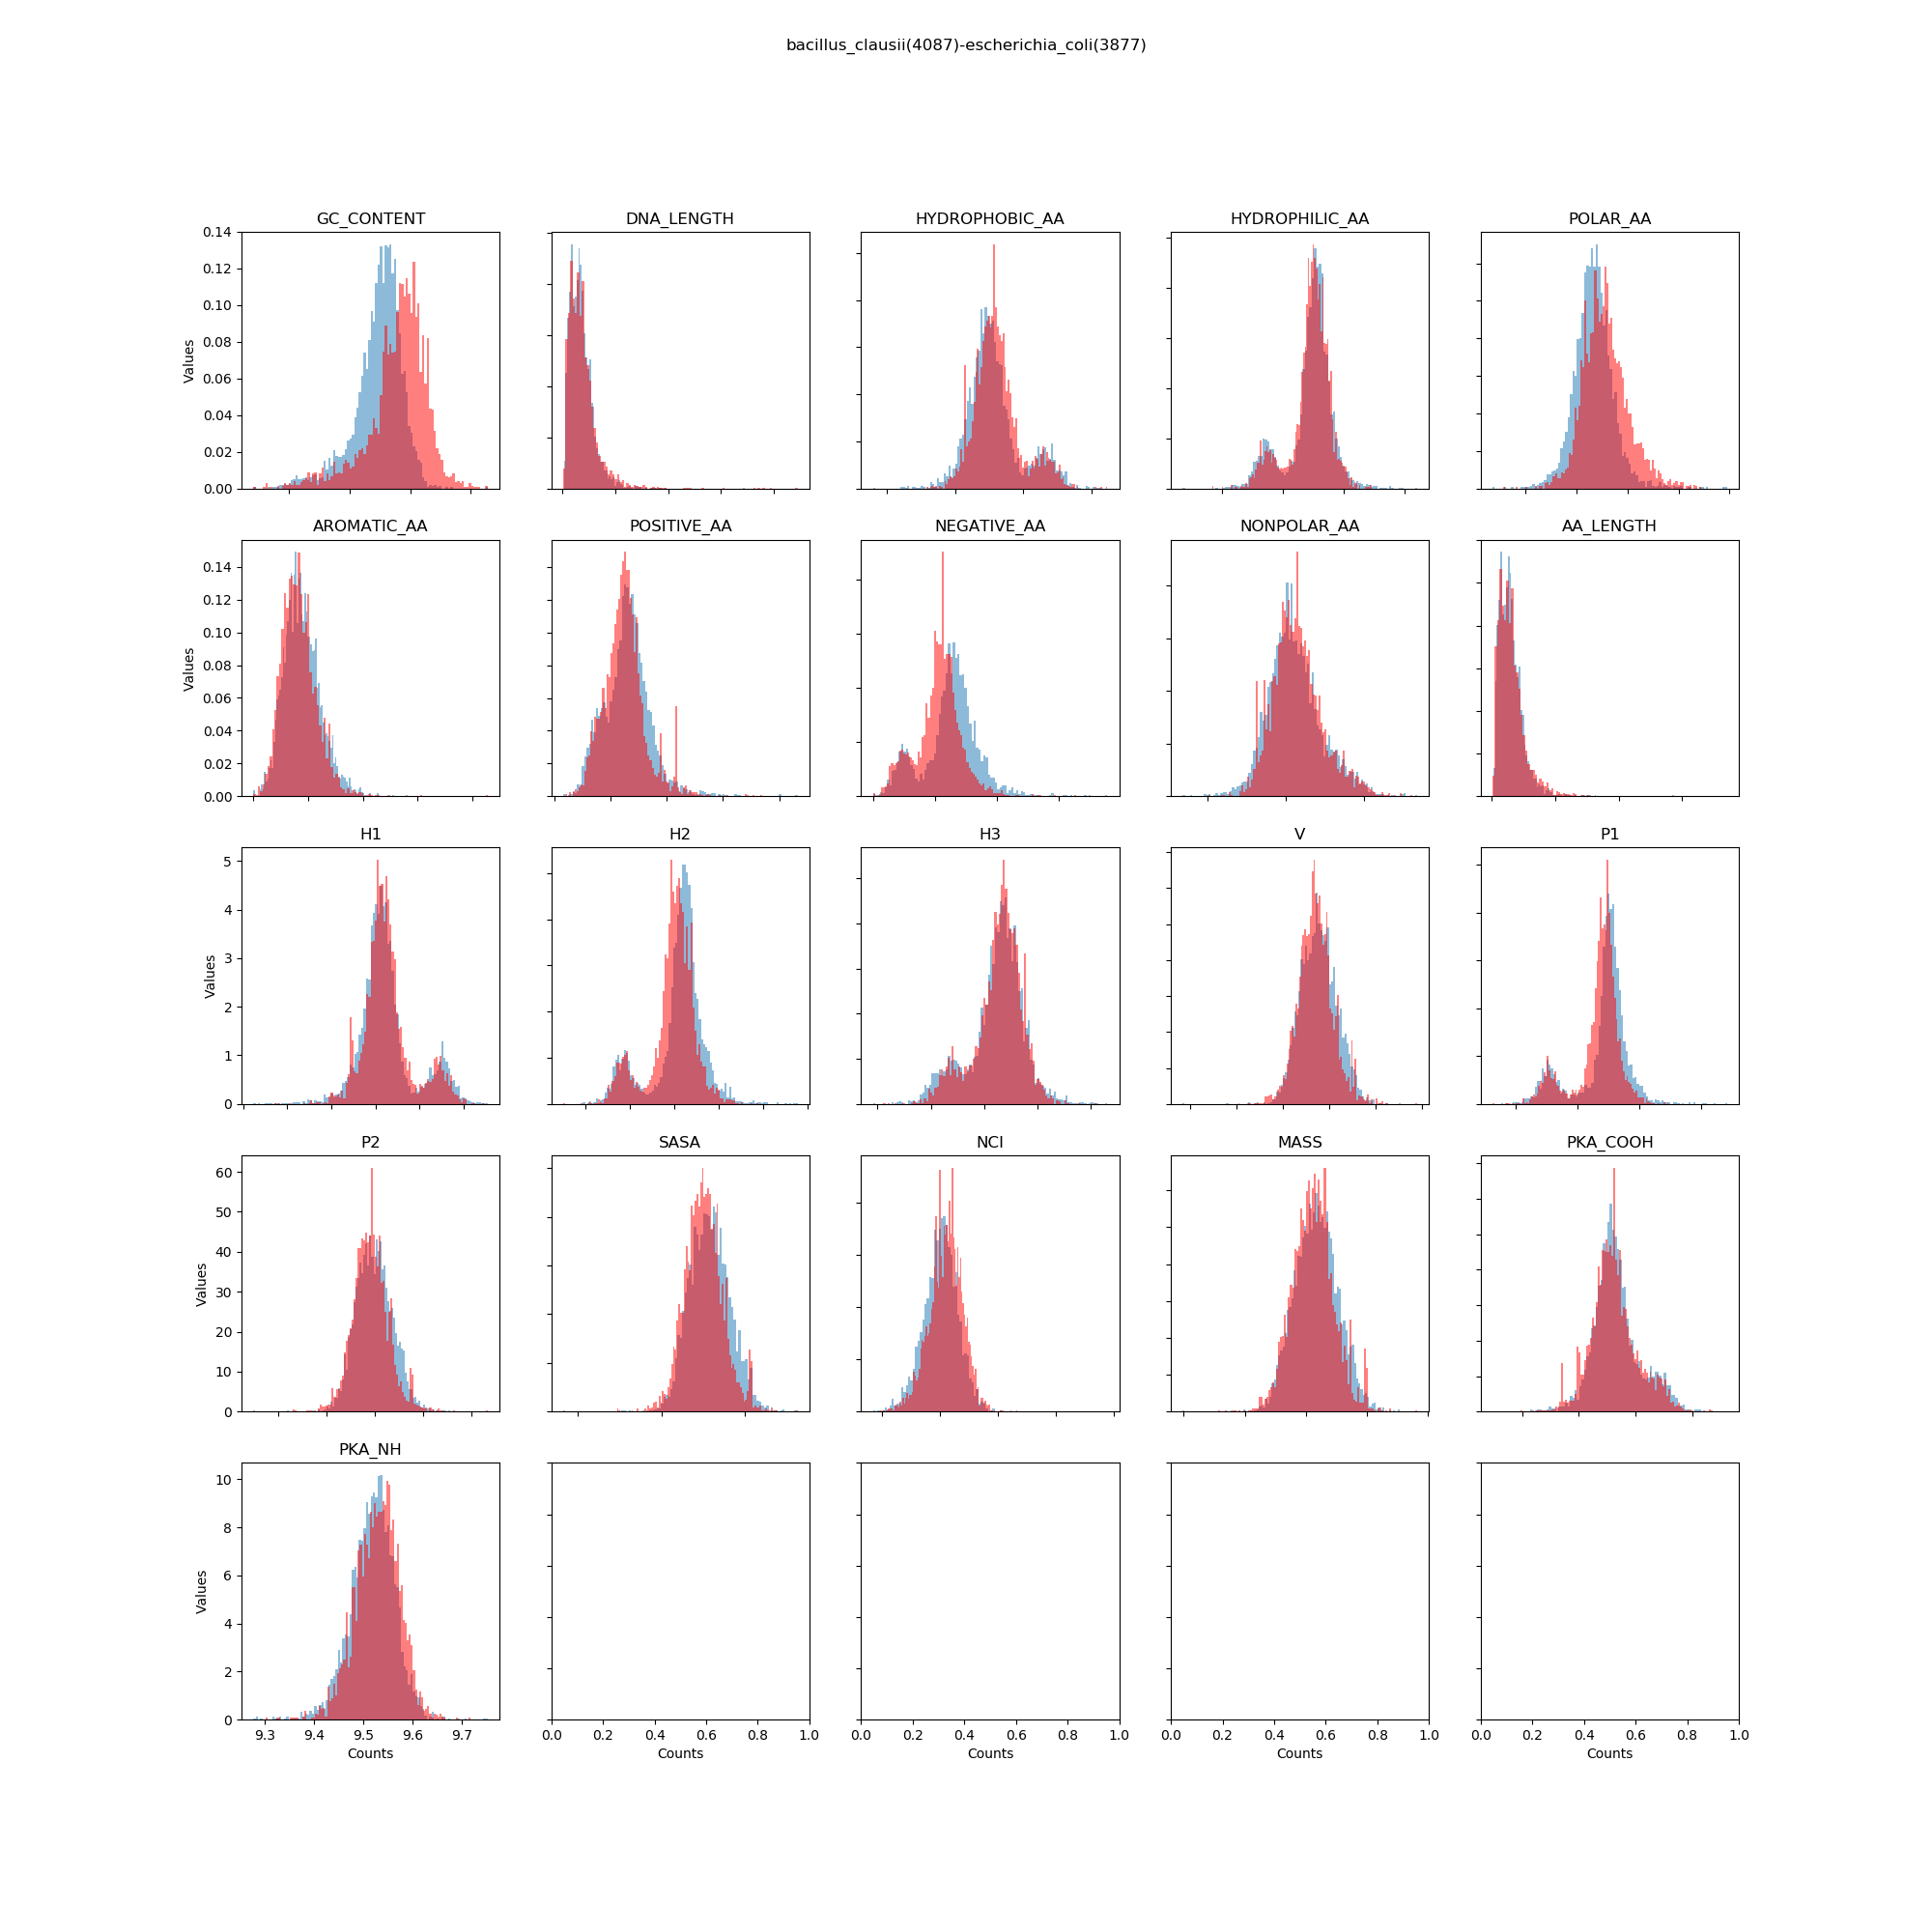 bacillus_clausii(4087)-escherichia_coli(3877)
GC_CONTENT DNA_LENGTH HYDROPHOBIC_AA HYDROPHILIC_AA POLAR_AA
0.14
0.12
0.10
0.08
0.06
0.04
0.02
0.00
Values
AROMATIC_AA POSITIVE_AA NEGATIVE_AA NONPOLAR_AA AA_LENGTH
0.14
0.12
0.10
0.08
0.06
0.04
0.02
0.00
Values
H1 H2 H3 V P1
5
4
3
2
1
0
Values
P2 SASA NCI MASS PKA_COOH
60
50
40
30
20
10
0
Values
PKA_NH
10
8
6
4
2
0
Values
9.3 9.4 9.5 9.6 9.7 0.0 0.2 0.4 0.6 0.8 1.0 0.0 0.2 0.4 0.6 0.8 1.0 0.0 0.2 0.4 0.6 0.8 1.0 0.0 0.2 0.4 0.6 0.8 1.0
Counts Counts Counts Counts Counts